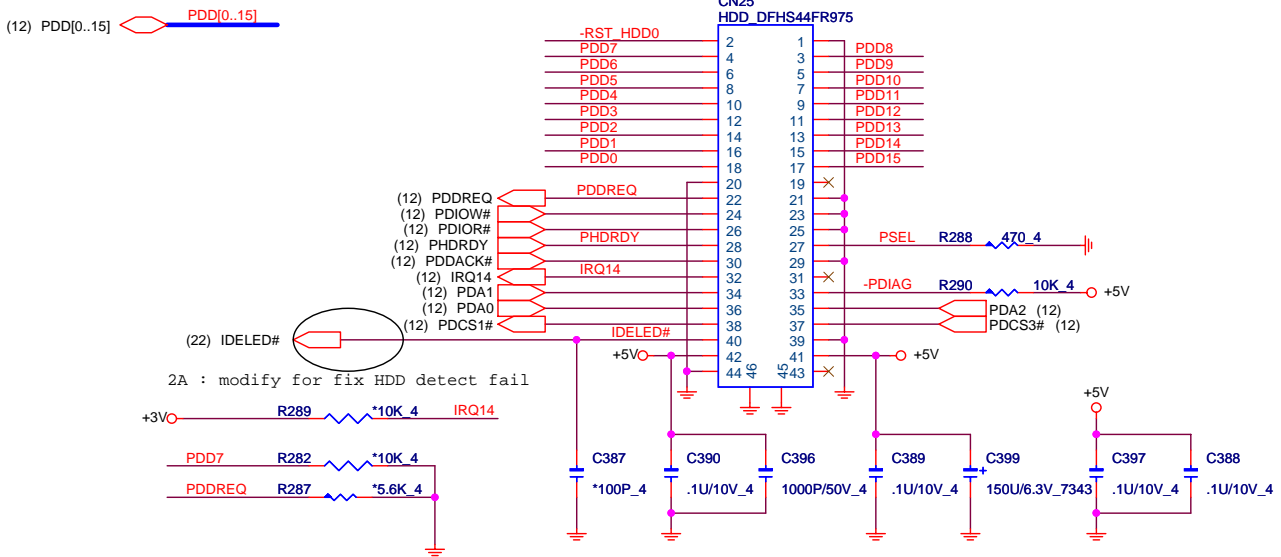 CN25
HDD_DFHS44FR975
(12) PDD[0..15] PDD[0..15]
-RST_HDD0 2 1
PDD7 4 3 PDD8
PDD6 6 5 PDD9
PDD5 8 7 PDD10
PDD4 10 9 PDD11
PDD3 12 11 PDD12
PDD2 14 13 PDD13
PDD1 16 15 PDD14
PDD0 18 17 PDD15
20 19
(12) PDDREQ PDDREQ 22 21
(12) PDIOW# 24 23
(12) PDIOR# 26 25
(12) PHDRDY PHDRDY 28 27 PSEL R288 470_4
(12) PDDACK# 30 29
(12) IRQ14 IRQ14 32 31
(12) PDA1 34 33 -PDIAG R290 10K_4 +5V
(12) PDA0 36 35 PDA2 (12)
(12) PDCS1# 38 37 PDCS3# (12)
(22) IDELED# IDELED# 40 39
+5V 42 41 +5V
44 46 45 43
2A : modify for fix HDD detect fail
+3V R289 *10K_4 IRQ14
PDD7 R282 *10K_4
PDDREQ R287 *5.6K_4
+5V
C387 C390 C396 C389 C399 C397 C388
+
*100P_4 .1U/10V_4 1000P/50V_4 .1U/10V_4 150U/6.3V_7343 .1U/10V_4 .1U/10V_4